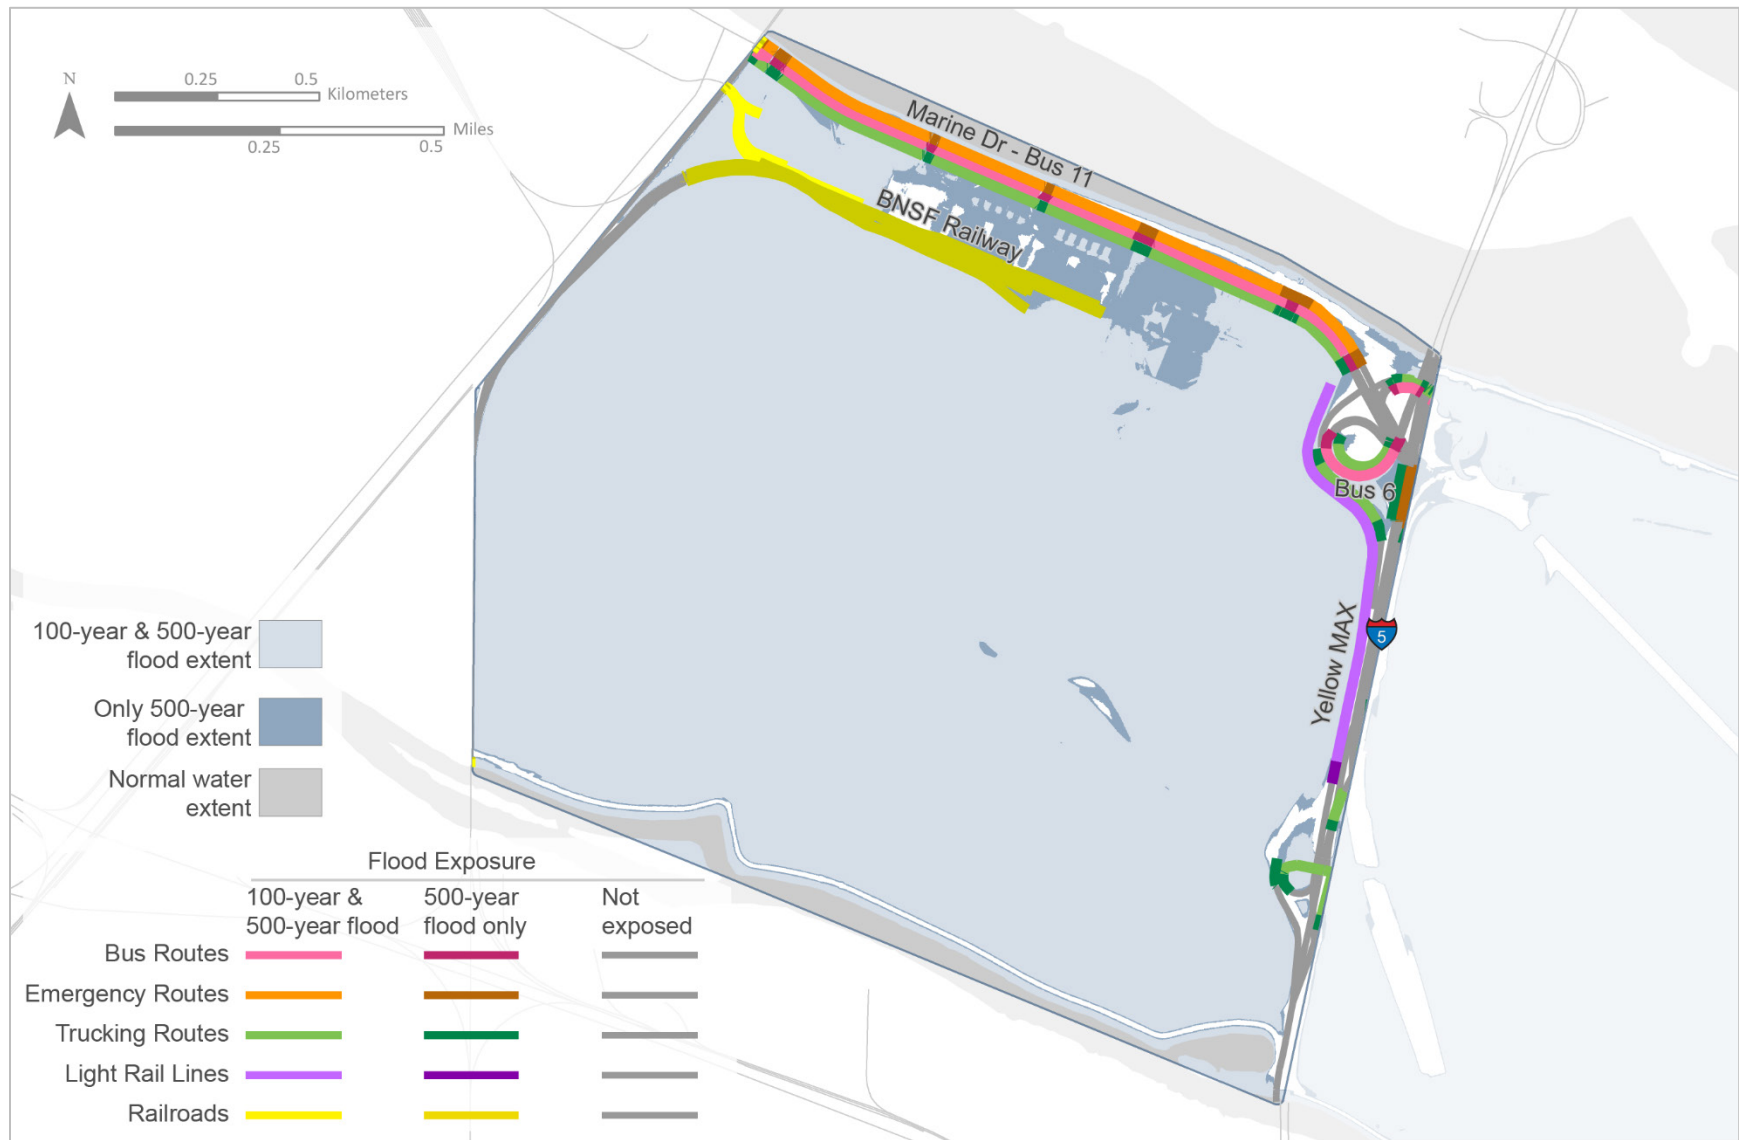 N
0.25
0.5
Kilometers
Miles
0.25
0.5
Marine Dr - Bus 11
BNSF Railway
Bus 6
Yellow MAX
5
100-year & 500-year
flood extent
Only 500-year
flood extent
Normal water
extent
Flood Exposure
100-year &
500-year flood
500-year
flood only
Not
exposed
Bus Routes
Emergency Routes
Trucking Routes
Light Rail Lines
Railroads